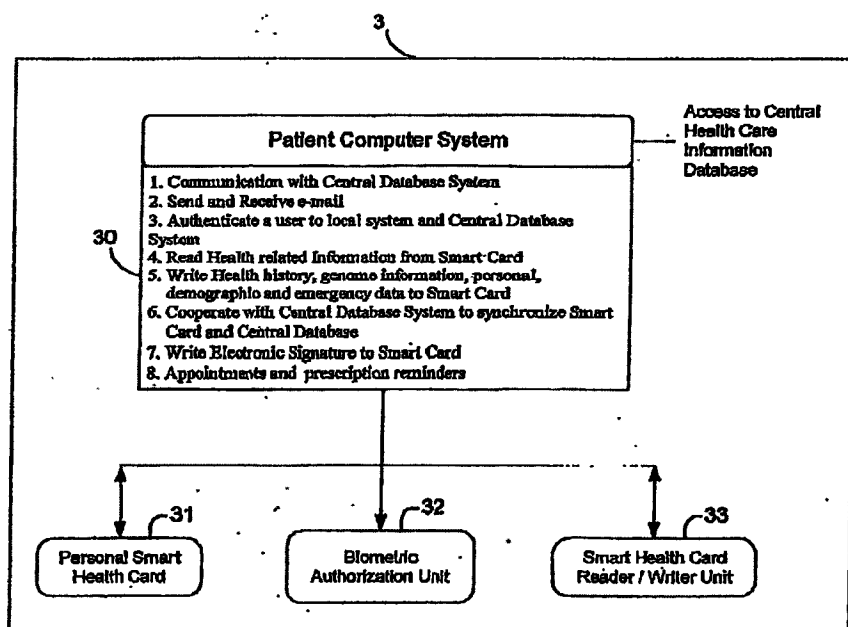 3
Patient Computer System
Access to Central
Health Care
Information
Database
1. Communication with Central Database System
2. Send and Receive e-mail
3. Authenticate a user to local system and Central Database
System
30
4. Read Health related Information from Smart Card
5. Write Health history, genome information, personal,
demographic and emergency data to Smart Card
6. Cooperate with Central Database System to synchronize Smart
Card and Central Database
7. Write Electronic Signature to Smart Card
8. Appointments and prescription reminders
31
Personal Smart
Health Card
32
Biometric
Authorization Unit
33
Smart Health Card
Reader / Writer Unit